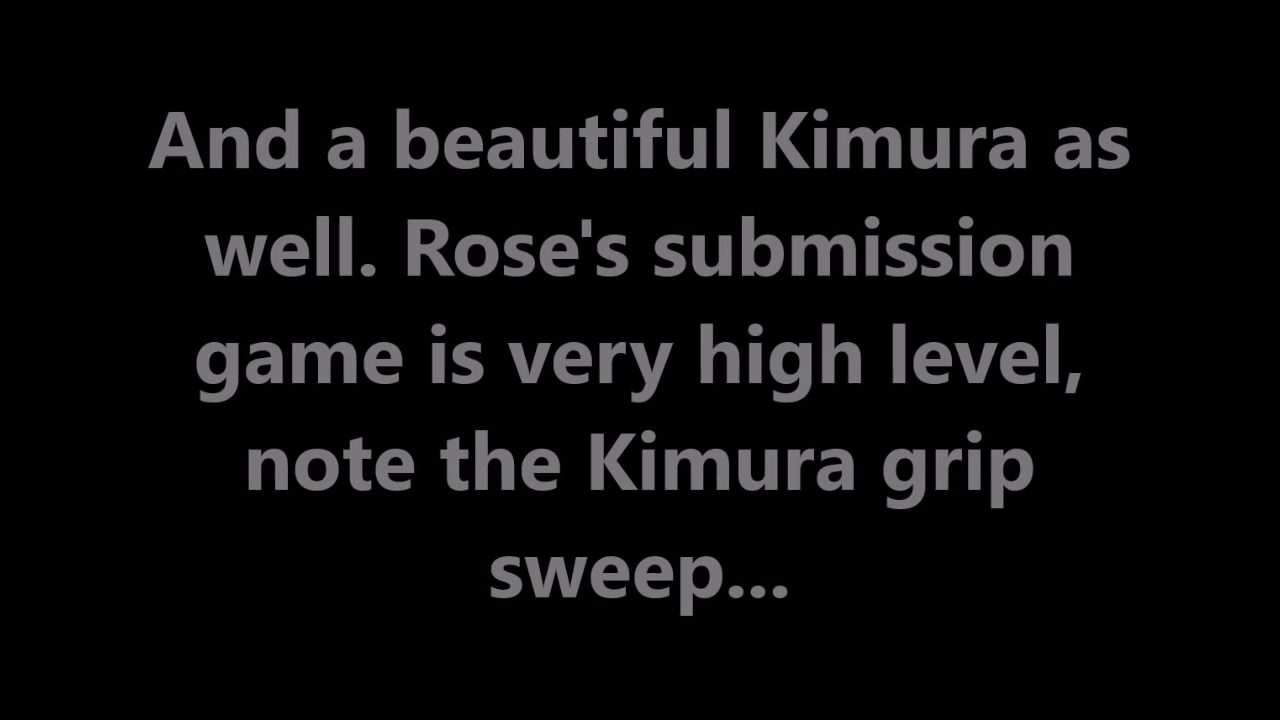 And a beautiful Kimura as
well. Rose's submission
game is very high level,
note the Kimura grip
sweep...